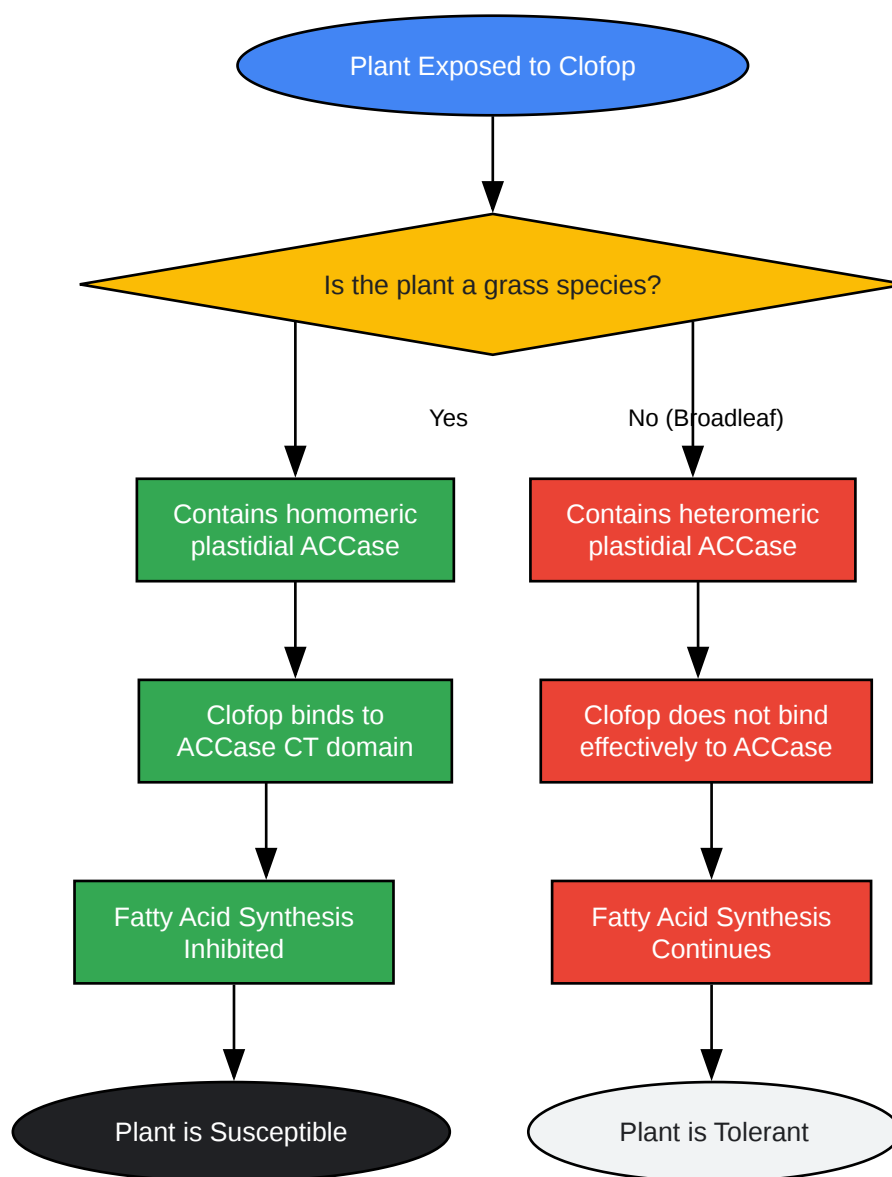 Plant Exposed to Clofop
Is the plant a grass species?
Yes
No (Broadleaf)
Contains homomeric
plastidial ACCase
Contains heteromeric
plastidial ACCase
Clofop binds to
ACCase CT domain
Clofop does not bind
effectively to ACCase
Fatty Acid Synthesis
Inhibited
Fatty Acid Synthesis
Continues
Plant is Susceptible
Plant is Tolerant